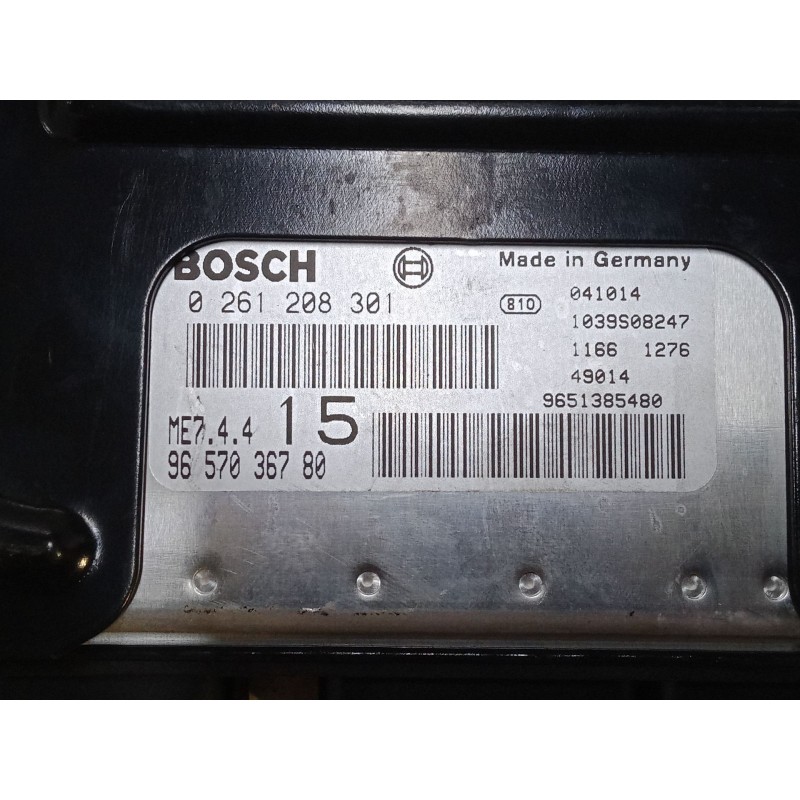 BOSCH
Made in Germany
0 261 208 301
810
041014
1039S08247
1166 1276
49014
9651385480
ME7.4.4 15
96 570 367 80